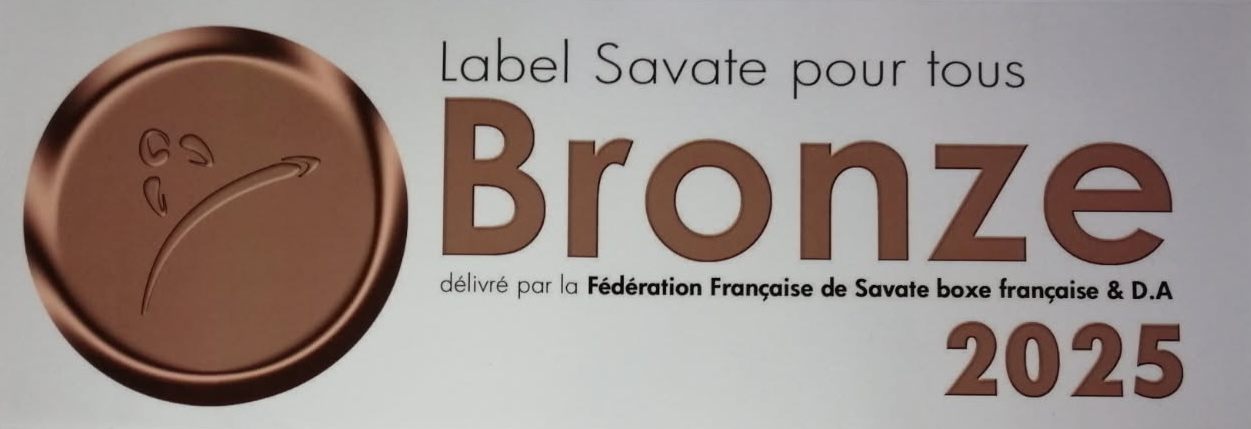 Label Savate pour tous
Bronze
délivré par la Fédération Française de Savate boxe française & D.A
2025